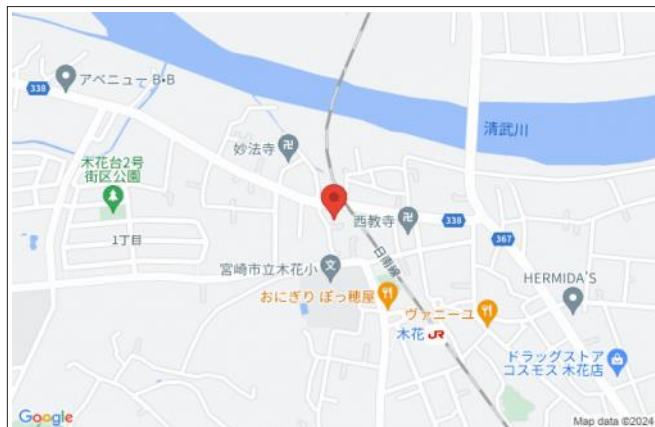 338
アベニュー B•B
清武川
妙法寺
木花台2号
街区公園
西教寺
338
1丁目
367
日南線
宮崎市立木花小
HERMIDA'S
おにぎり ぽっ穂屋
ヴァニーユ
木花 JR
ドラッグストア
コスモス 木花店
Google
Map data ©2024